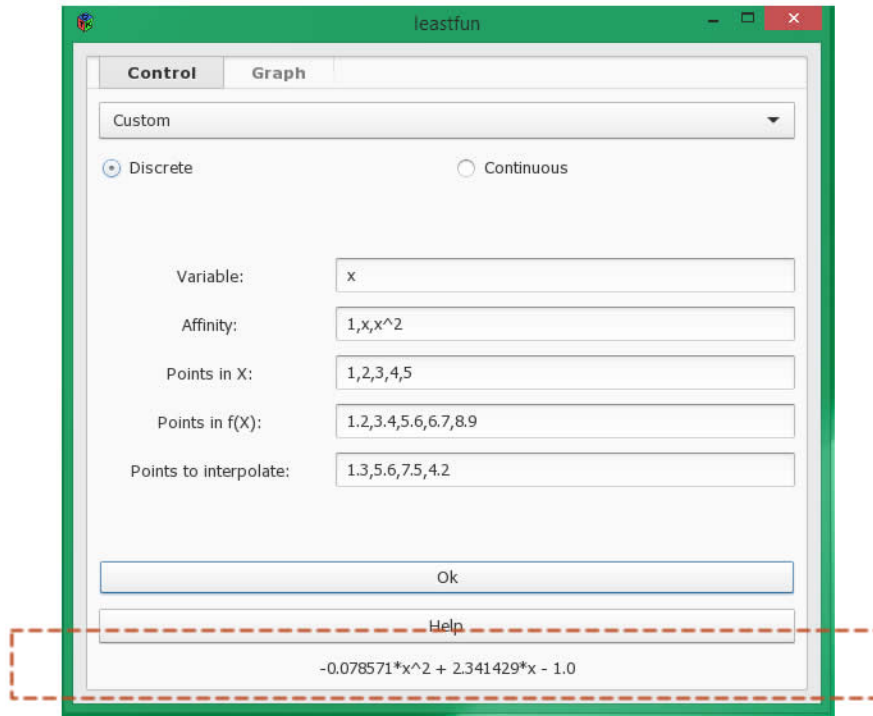 leastfun
Control Graph
Custom
Discrete Continuous
Variable: x
Affinity: 1,x,x^2
Points in X: 1,2,3,4,5
Points in f(X): 1.2,3.4,5.6,6.7,8.9
Points to interpolate: 1.3,5.6,7.5,4.2
Ok
Help
-0.078571*x^2 + 2.341429*x - 1.0